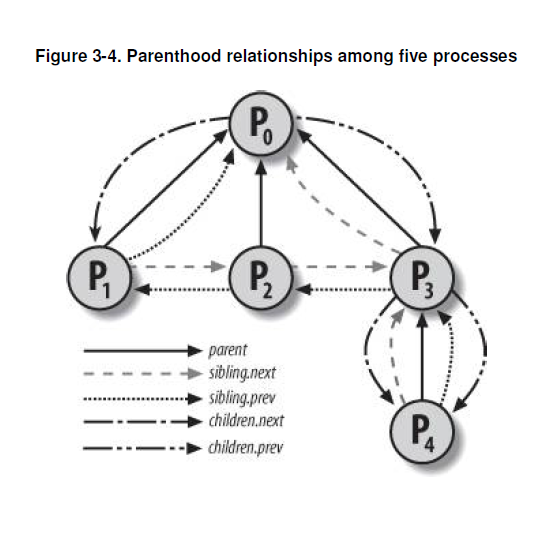 Figure 3-4. Parenthood relationships among five processes
P0
P1
P2
P3
parent
sibling.next
sibling.prev
children.next
children.prev
P4